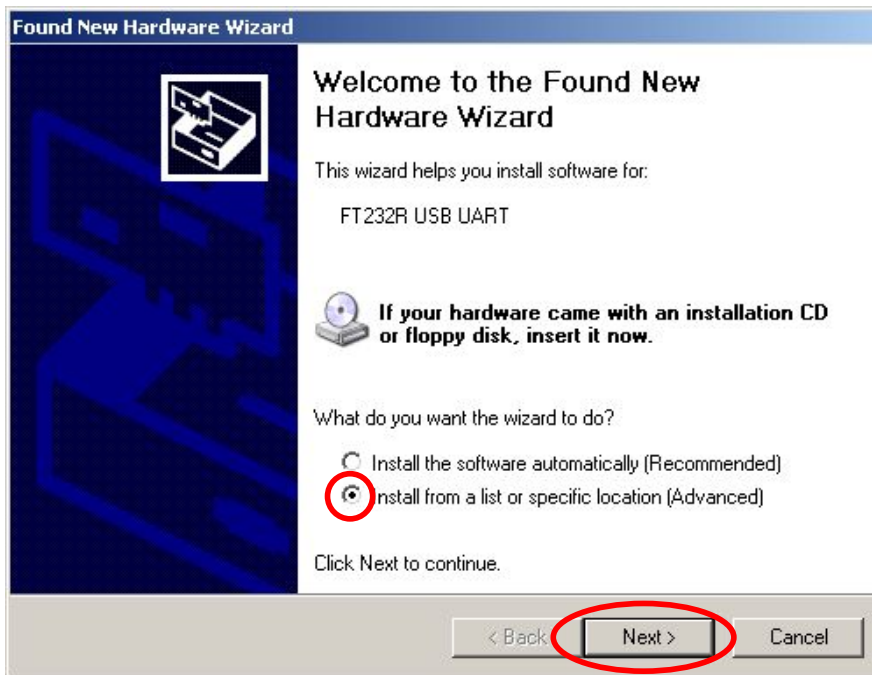 Found New Hardware Wizard
Welcome to the Found New
Hardware Wizard
This wizard helps you install software for:
FT232R USB UART
If your hardware came with an installation CD
or floppy disk, insert it now.
What do you want the wizard to do?
Install the software automatically (Recommended)
Install from a list or specific location (Advanced)
Click Next to continue.
< Back Next > Cancel